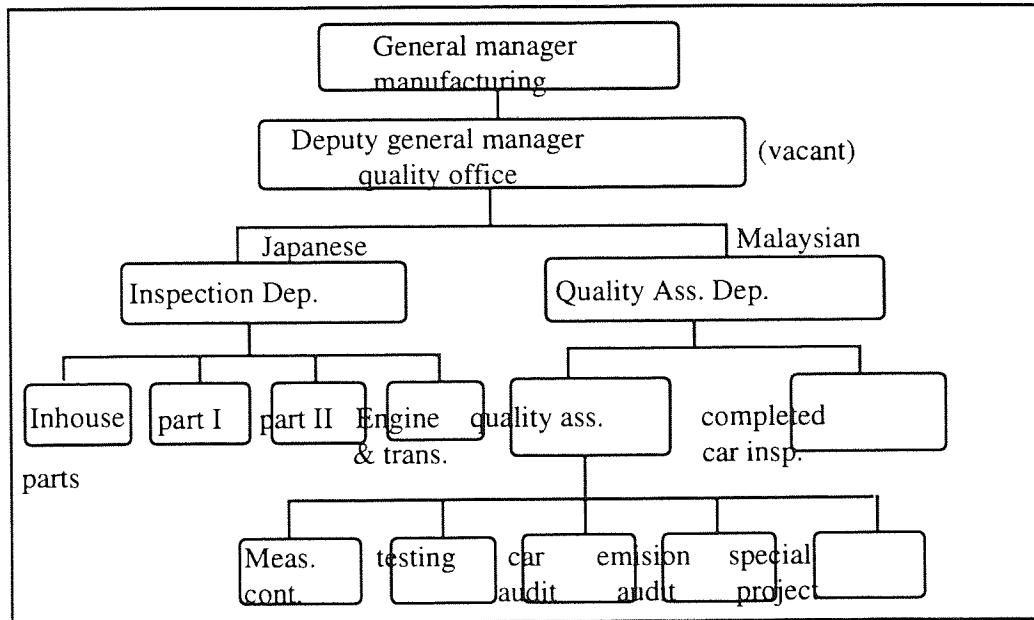 General manager
manufacturing
Deputy general manager
quality office
(vacant)
Japanese
Malaysian
Inspection Dep.
Quality Ass. Dep.
Inhouse part I part II Engine quality ass. completed
& trans. car insp.
parts
Meas. testing car emision special
cont. audit audit project